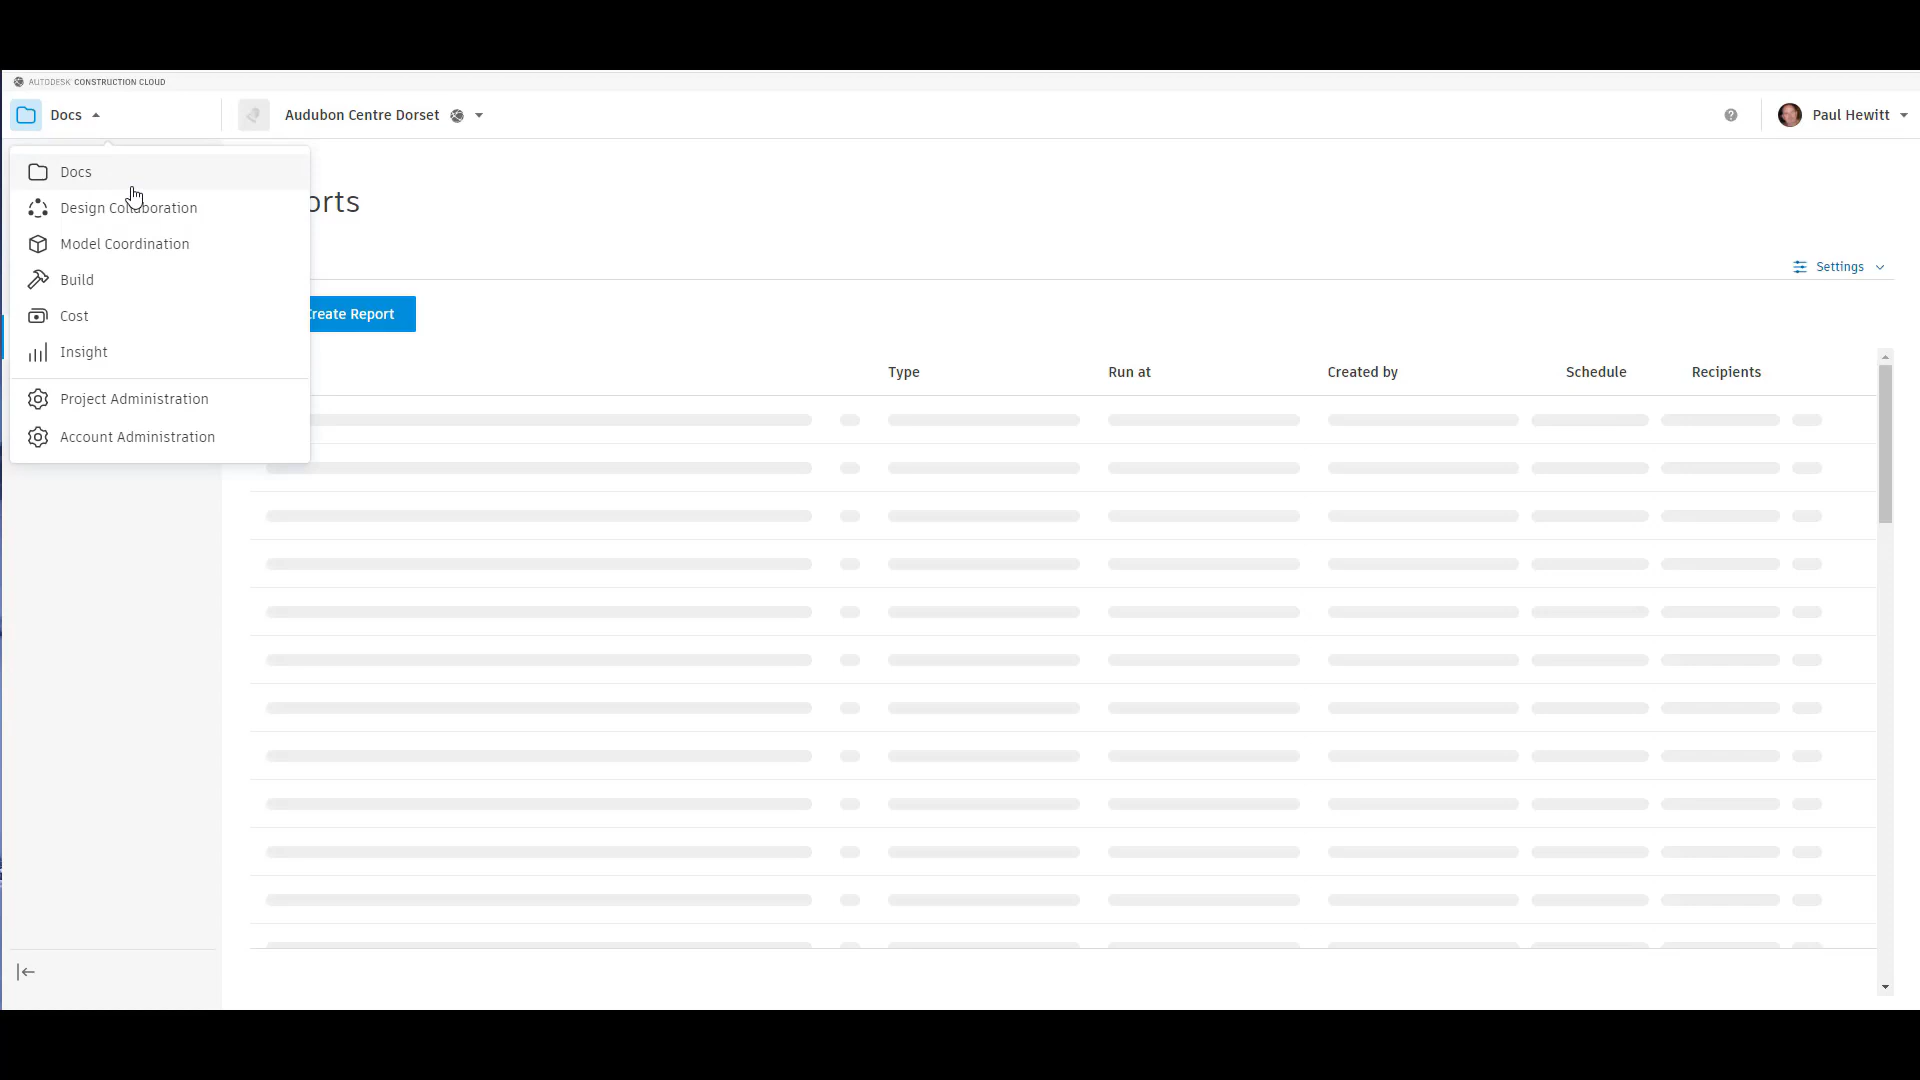 AUTODESK CONSTRUCTION CLOUD
Docs
Audubon Centre Dorset
Paul Hewitt
Docs
Design Collaboration
Model Coordination
Build
Cost
Insight
Project Administration
Account Administration
orts
Settings
Create Report
Type Run at Created by Schedule Recipients